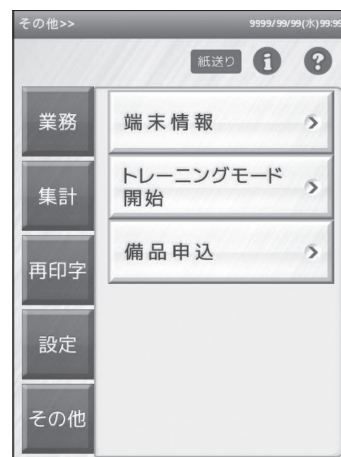 その他>>
9999/99/99(水)99:99
紙送り
i
?
業務
集計
再印字
設定
その他
端末情報
トレーニングモード
開始
備品申込